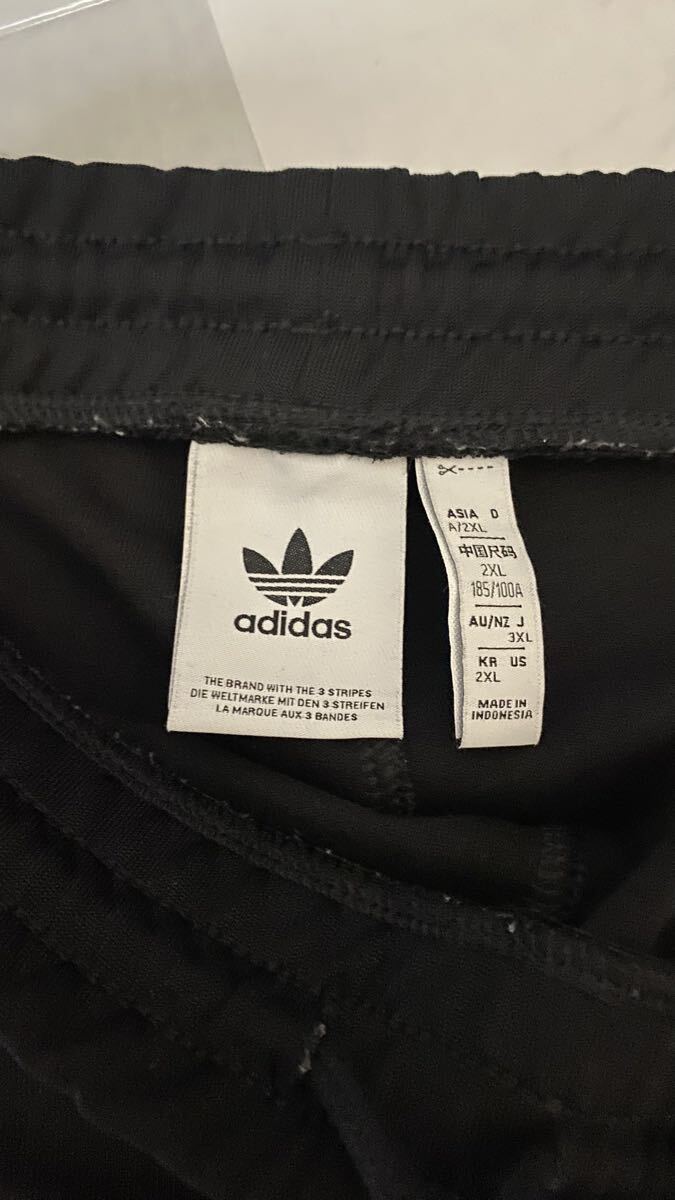 adidas
THE BRAND WITH THE 3 STRIPES
DIE WELTMARKE MIT DEN 3 STREIFEN
LA MARQUE AUX 3 BANDES
ASIA D
A/2XL
中国尺码
2XL
185/100A
AU/NZ J
3XL
KR US
2XL
MADE IN
INDONESIA